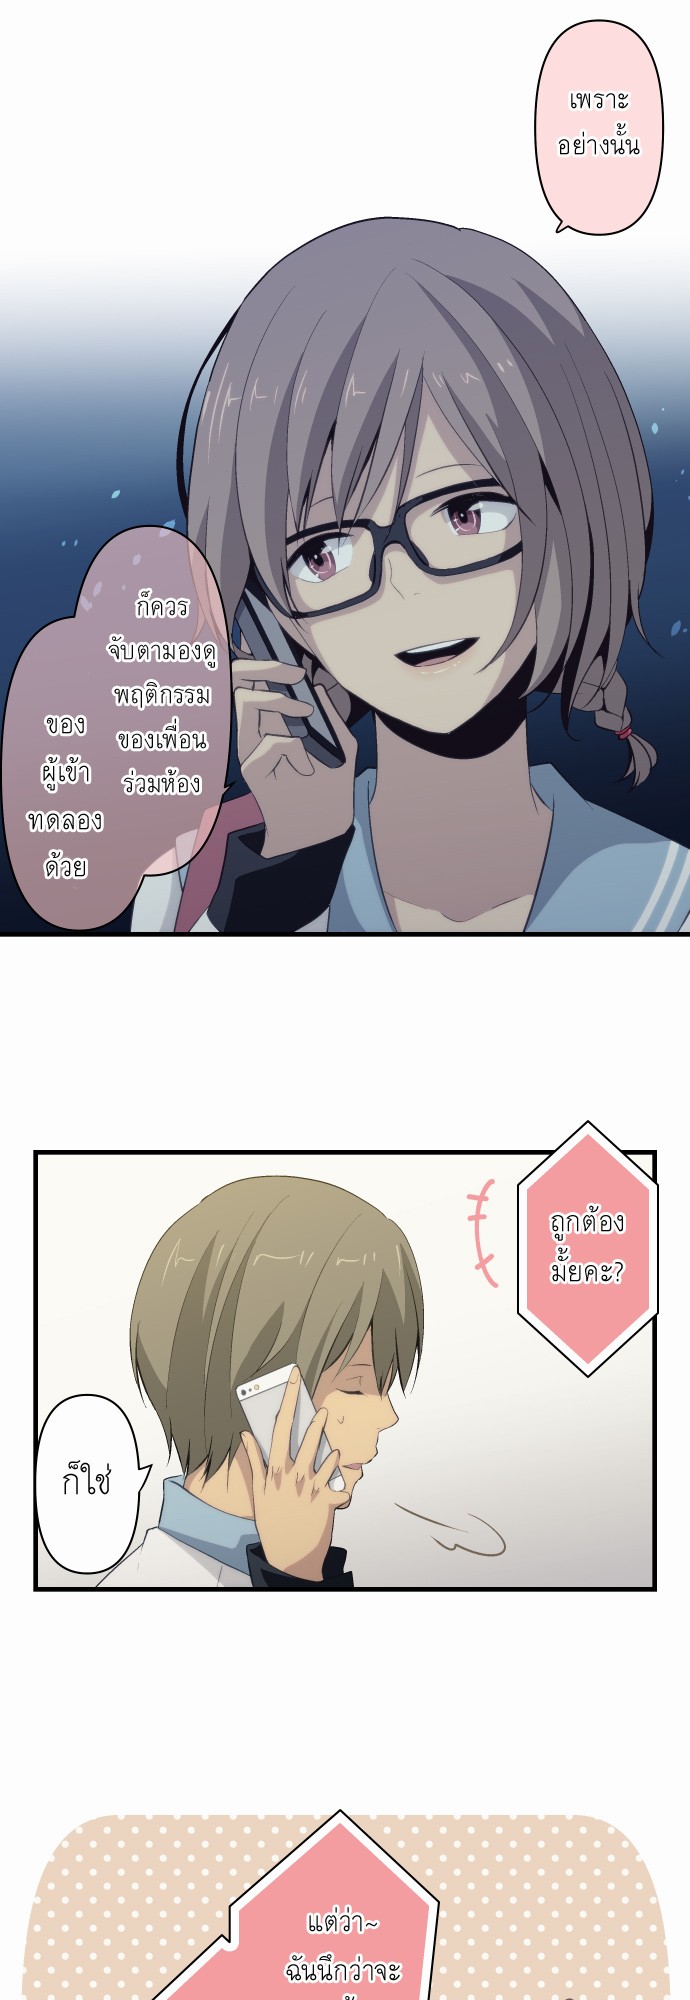 เพราะ
อย่างนั้น
ก็ควร
จับตามองดู
พฤติกรรม
ของเพื่อน
ร่วมห้อง
ของ
ผู้เข้า
ทดลอง
ด้วย
ถูกต้อง
มั้ยคะ?
ก็ใช่
แต่ว่า~
ฉันนึกว่าจะ